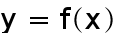 y = f(x)